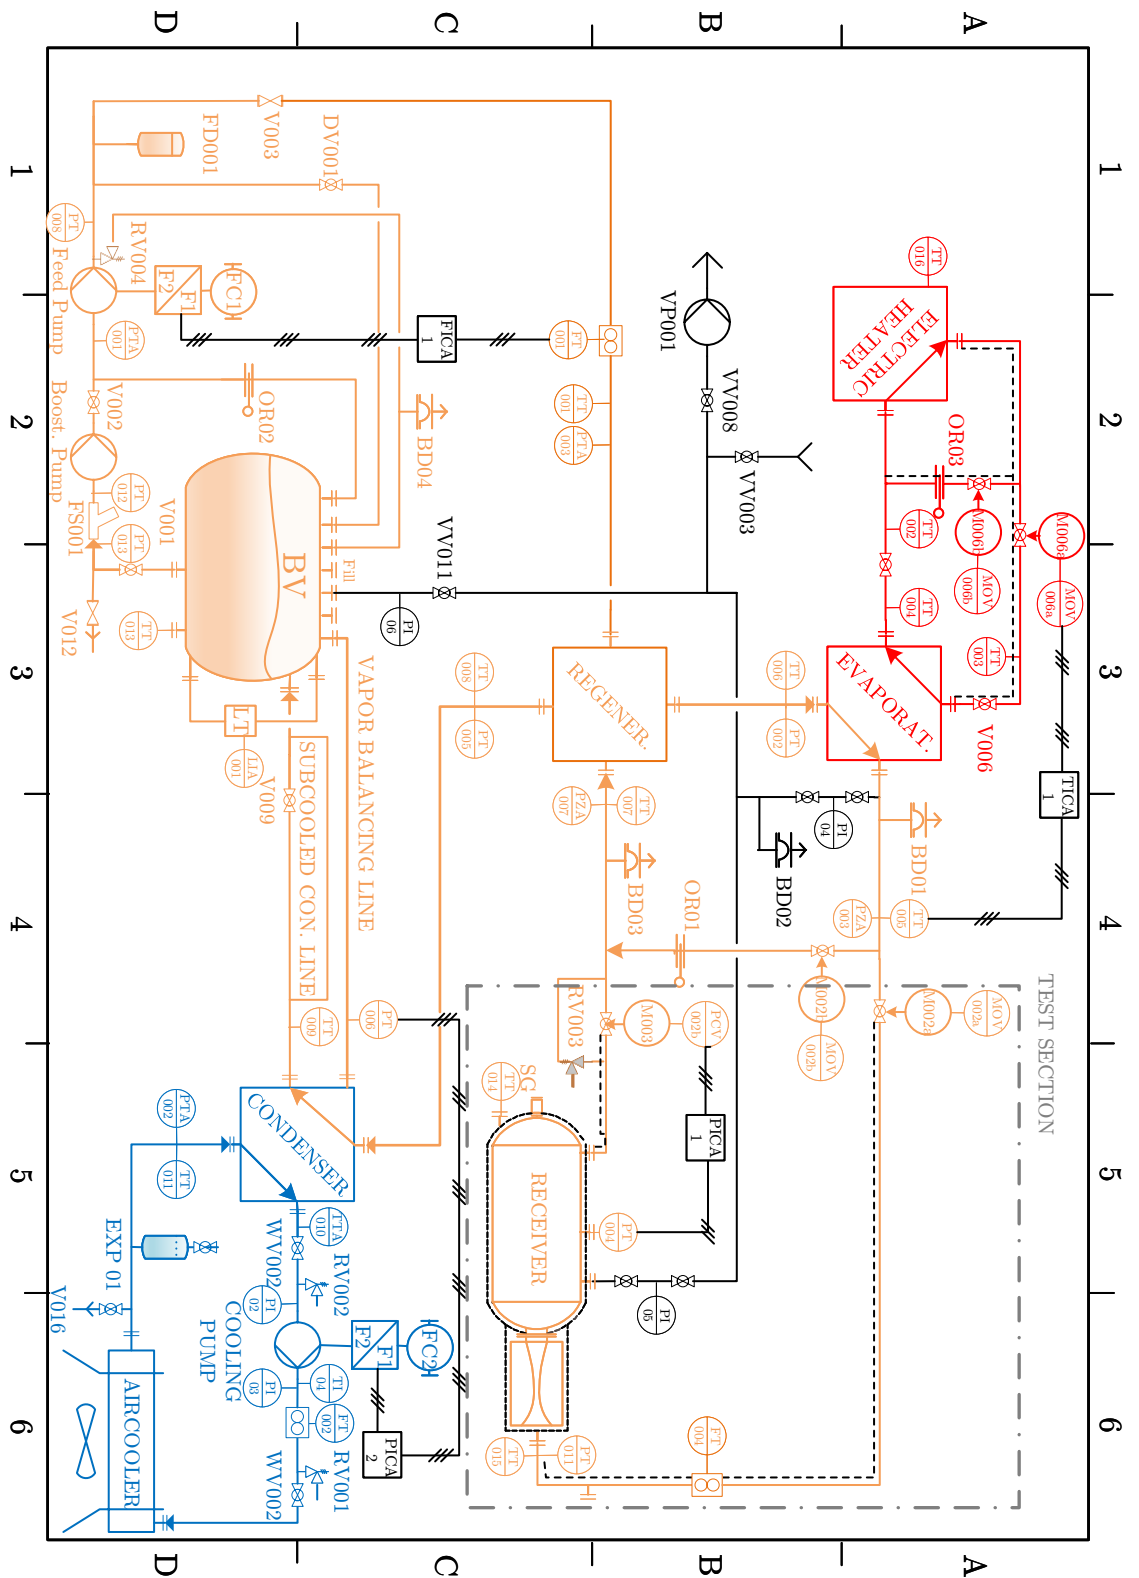 D
C
B
A
1
2
3
4
5
6
1
2
3
4
5
6
D
C
B
A
FD001
V003
DV001
PT
008
RV004
Feed Pump
F2
F1
FC1
PTA
001
FICA
1
FT
001
VP001
TT
016
ELECTRIC
HEATER
V002
Boost. Pump
OR02
BD04
TT
001
PTA
003
VV008
VV003
OR03
M006b
M006a
MOV
006b
MOV
006a
TT
002
TT
004
TT
003
PT
012
FS001
PT
013
V001
V012
TT
013
BV
Fill
VV011
PI
06
LT
LIA
001
V009
SUBCOOLED CON. LINE
VAPOR BALANCING LINE
TT
008
PT
005
REGENER.
TT
006
PT
002
EVAPORAT.
V006
TICA
1
PZA
007
TT
007
PI
04
BD01
BD02
BD03
OR01
PZA
003
TT
005
TEST SECTION
TT
009
PT
006
RV003
M003
PCV
002b
M002b
MOV
002b
M002a
MOV
002a
SG
TT
014
PICA
1
PTA
002
TT
011
CONDENSER
RECEIVER
PT
004
PI
05
EXP 01
V016
WV002
TTA
010
RV002
PI
02
COOLING
PUMP
F2
F1
FC2
PI
03
TI
04
FT
002
PICA
2
RV001
WV002
AIRCOOLER
TT
015
PT
011
FT
004